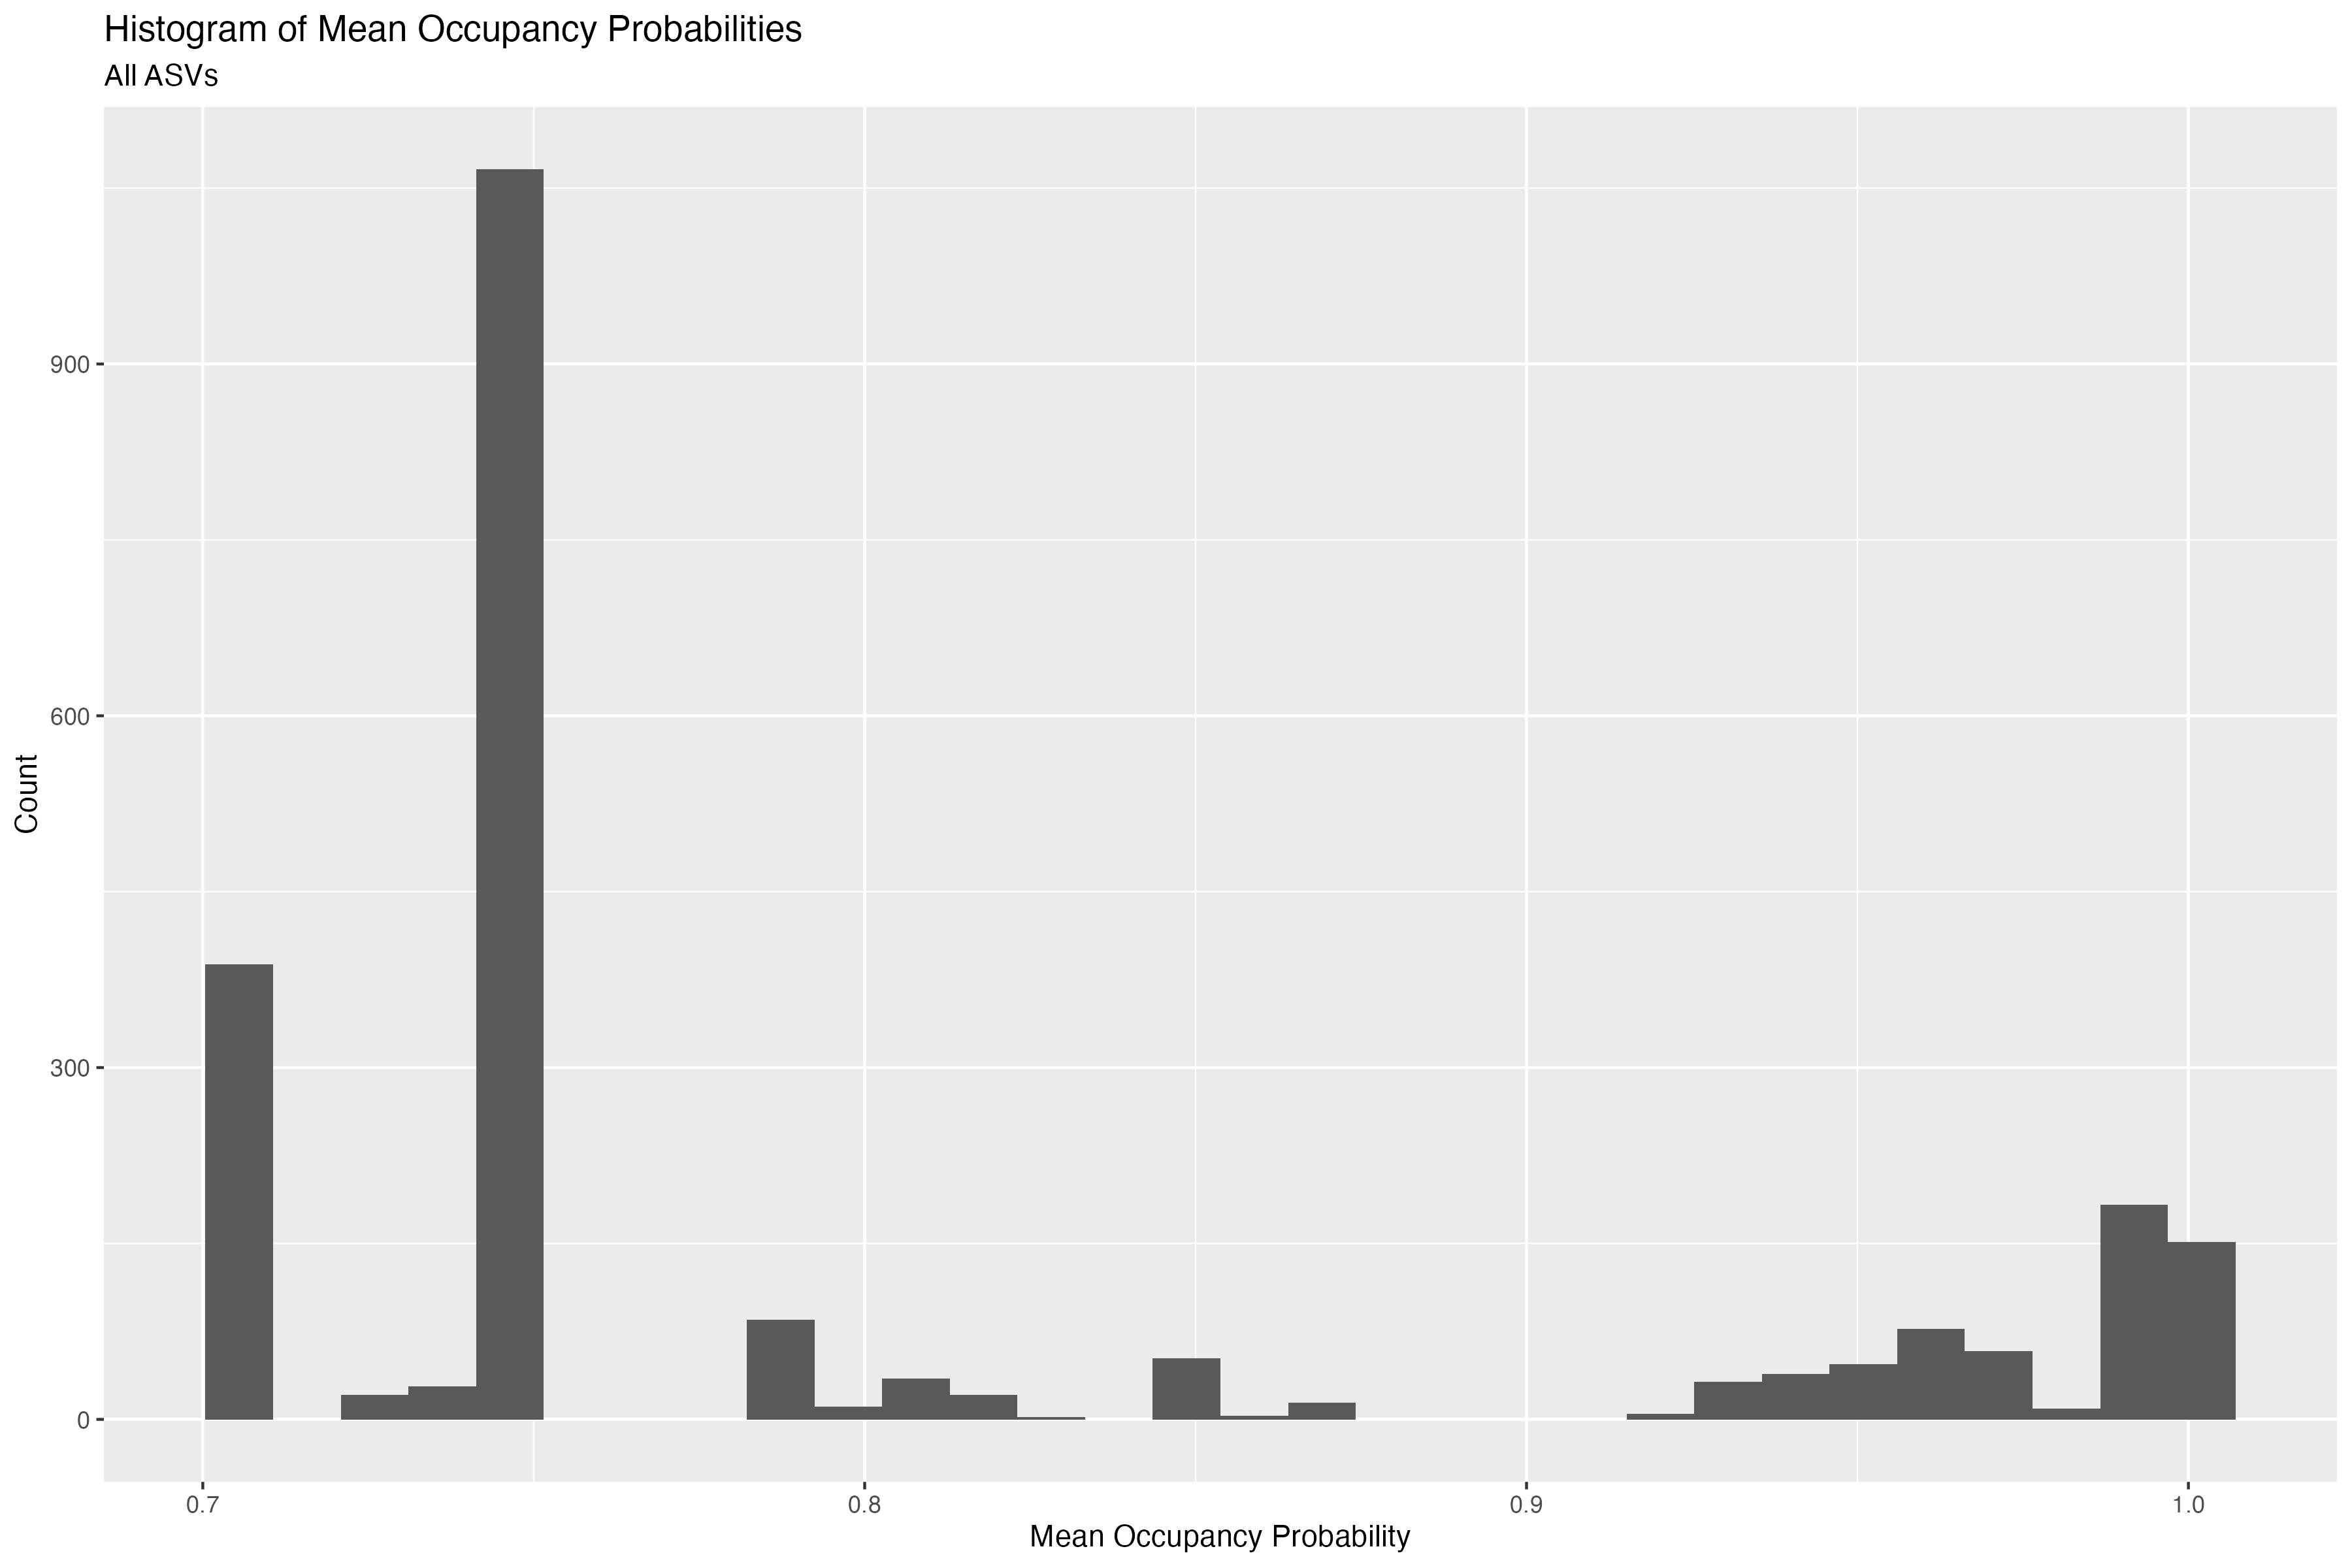 Histogram of Mean Occupancy Probabilities
All ASVs
900
600
300
0
Count
0.7
0.8
0.9
1.0
Mean Occupancy Probability